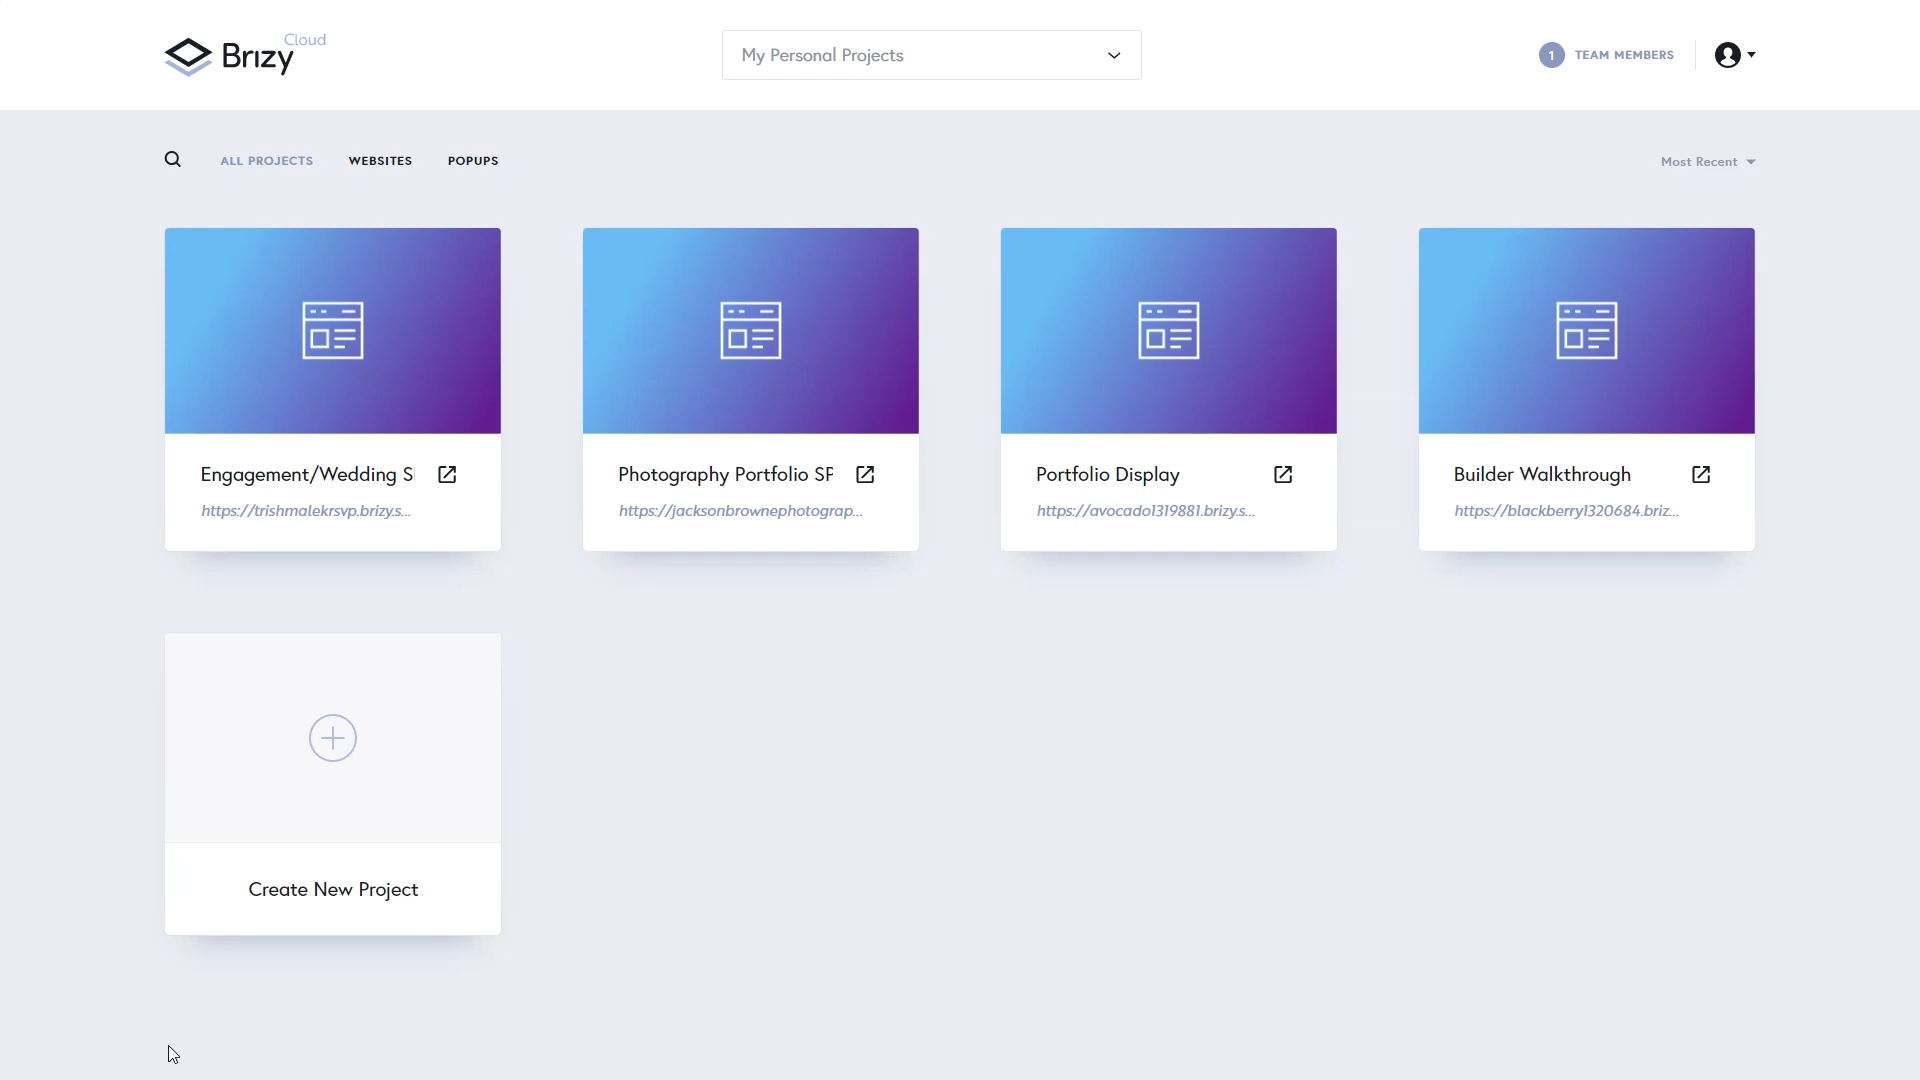 Brizy Cloud
My Personal Projects
1 TEAM MEMBERS
ALL PROJECTS WEBSITES POPUPS
Most Recent
Engagement/Wedding S
https://trishmalekrsvp.brizy.s...
Photography Portfolio SP
https://jacksonbrownephotograp...
Portfolio Display
https://avocado1319881.brizy.s...
Builder Walkthrough
https://blackberry1320684.briz...
Create New Project